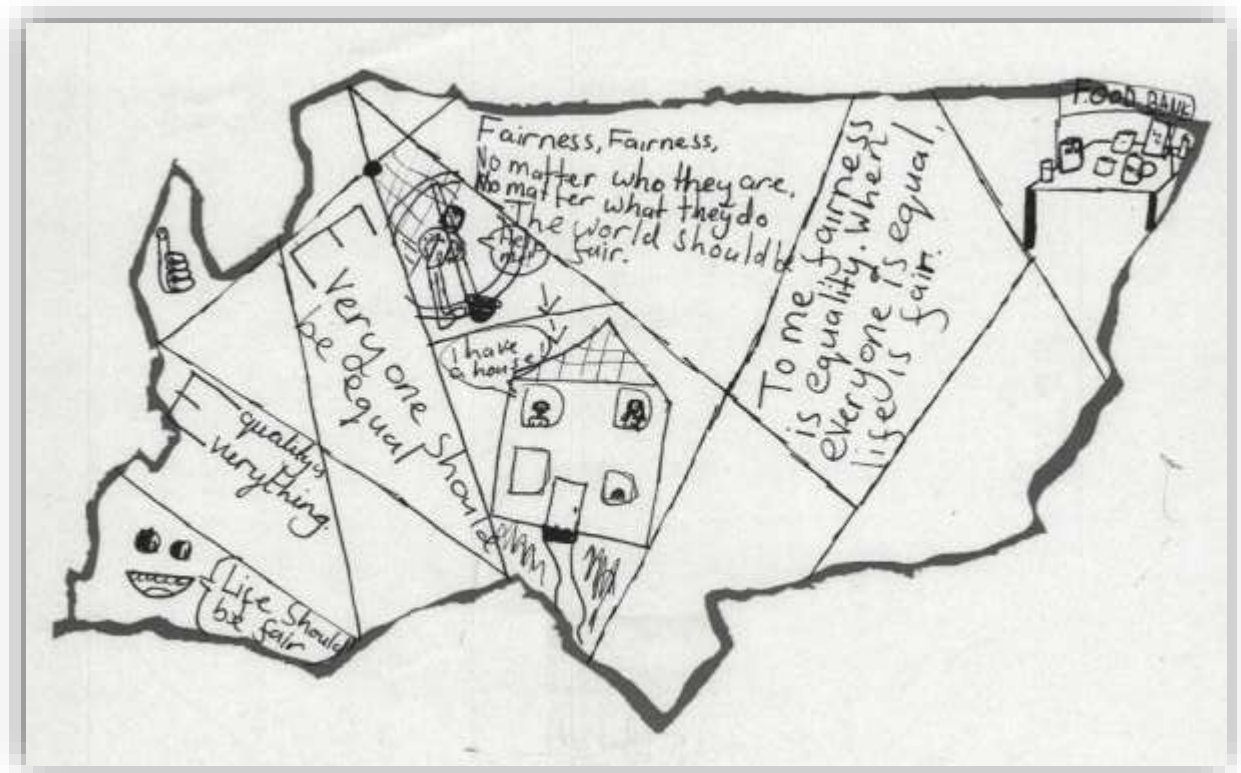 FOOD BANK
Fairness, Fairness,
No matter who they are,
No matter what they do
The world should be
fair.
To me fairness
is equality. When
everyone is equal,
life is fair.
Everyone should
be equal
Help
me!
I have
a house!
Equality is
Everything.
Life Should
be fair